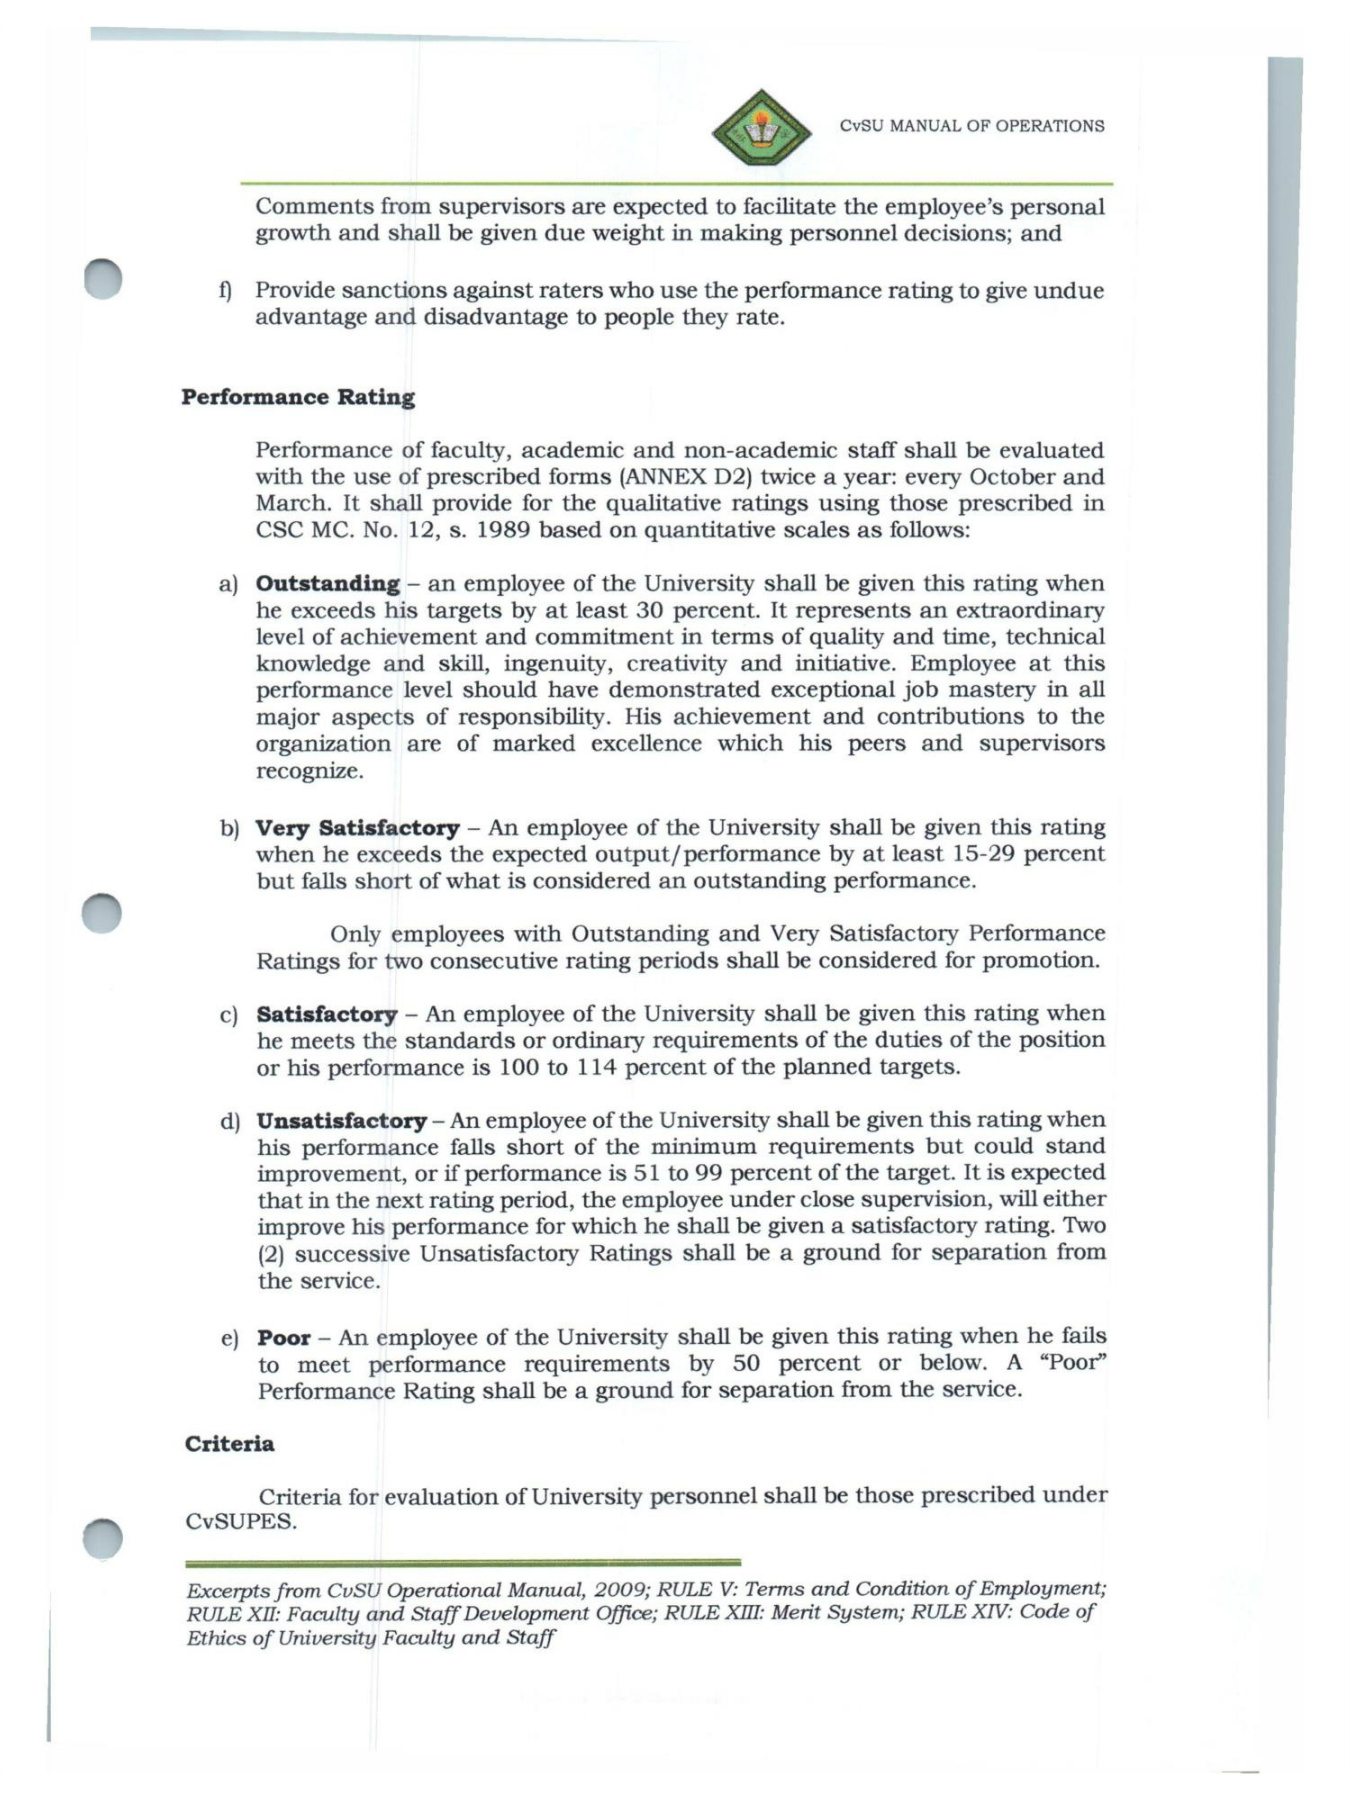 CvSU MANUAL OF OPERATIONS
Comments from supervisors are expected to facilitate the employee's personal
growth and shall be given due weight in making personnel decisions; and
f) Provide sanctions against raters who use the performance rating to give undue
advantage and disadvantage to people they rate.
Performance Rating
Performance of faculty, academic and non-academic staff shall be evaluated
with the use of prescribed forms (ANNEX D2) twice a year: every October and
March. It shall provide for the qualitative ratings using those prescribed in
CSC MC. No. 12, s. 1989 based on quantitative scales as follows:
a) Outstanding – an employee of the University shall be given this rating when
he exceeds his targets by at least 30 percent. It represents an extraordinary
level of achievement and commitment in terms of quality and time, technical
knowledge and skill, ingenuity, creativity and initiative. Employee at this
performance level should have demonstrated exceptional job mastery in all
major aspects of responsibility. His achievement and contributions to the
organization are of marked excellence which his peers and supervisors
recognize.
b) Very Satisfactory – An employee of the University shall be given this rating
when he exceeds the expected output/performance by at least 15-29 percent
but falls short of what is considered an outstanding performance.
Only employees with Outstanding and Very Satisfactory Performance
Ratings for two consecutive rating periods shall be considered for promotion.
c) Satisfactory – An employee of the University shall be given this rating when
he meets the standards or ordinary requirements of the duties of the position
or his performance is 100 to 114 percent of the planned targets.
d) Unsatisfactory – An employee of the University shall be given this rating when
his performance falls short of the minimum requirements but could stand
improvement, or if performance is 51 to 99 percent of the target. It is expected
that in the next rating period, the employee under close supervision, will either
improve his performance for which he shall be given a satisfactory rating. Two
(2) successive Unsatisfactory Ratings shall be a ground for separation from
the service.
e) Poor – An employee of the University shall be given this rating when he fails
to meet performance requirements by 50 percent or below. A “Poor”
Performance Rating shall be a ground for separation from the service.
Criteria
Criteria for evaluation of University personnel shall be those prescribed under
CvSUPES.
Excerpts from CvSU Operational Manual, 2009; RULE V: Terms and Condition of Employment;
RULE XII: Faculty and Staff Development Office; RULE XIII: Merit System; RULE XIV: Code of
Ethics of University Faculty and Staff